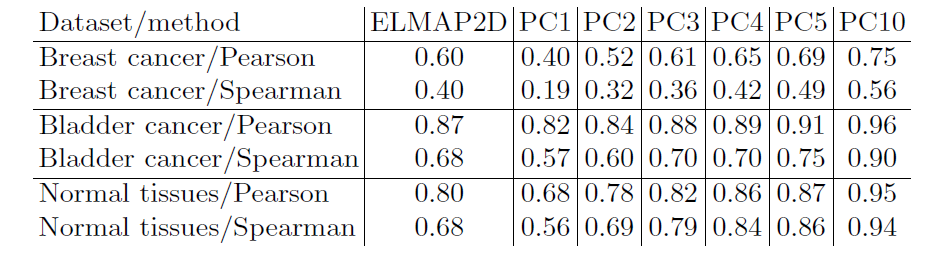 Dataset/method ELMAP2D PC1 PC2 PC3 PC4 PC5 PC10
Breast cancer/Pearson 0.60 0.40 0.52 0.61 0.65 0.69 0.75
Breast cancer/Spearman 0.40 0.19 0.32 0.36 0.42 0.49 0.56
Bladder cancer/Pearson 0.87 0.82 0.84 0.88 0.89 0.91 0.96
Bladder cancer/Spearman 0.68 0.57 0.60 0.70 0.70 0.75 0.90
Normal tissues/Pearson 0.80 0.68 0.78 0.82 0.86 0.87 0.95
Normal tissues/Spearman 0.68 0.56 0.69 0.79 0.84 0.86 0.94